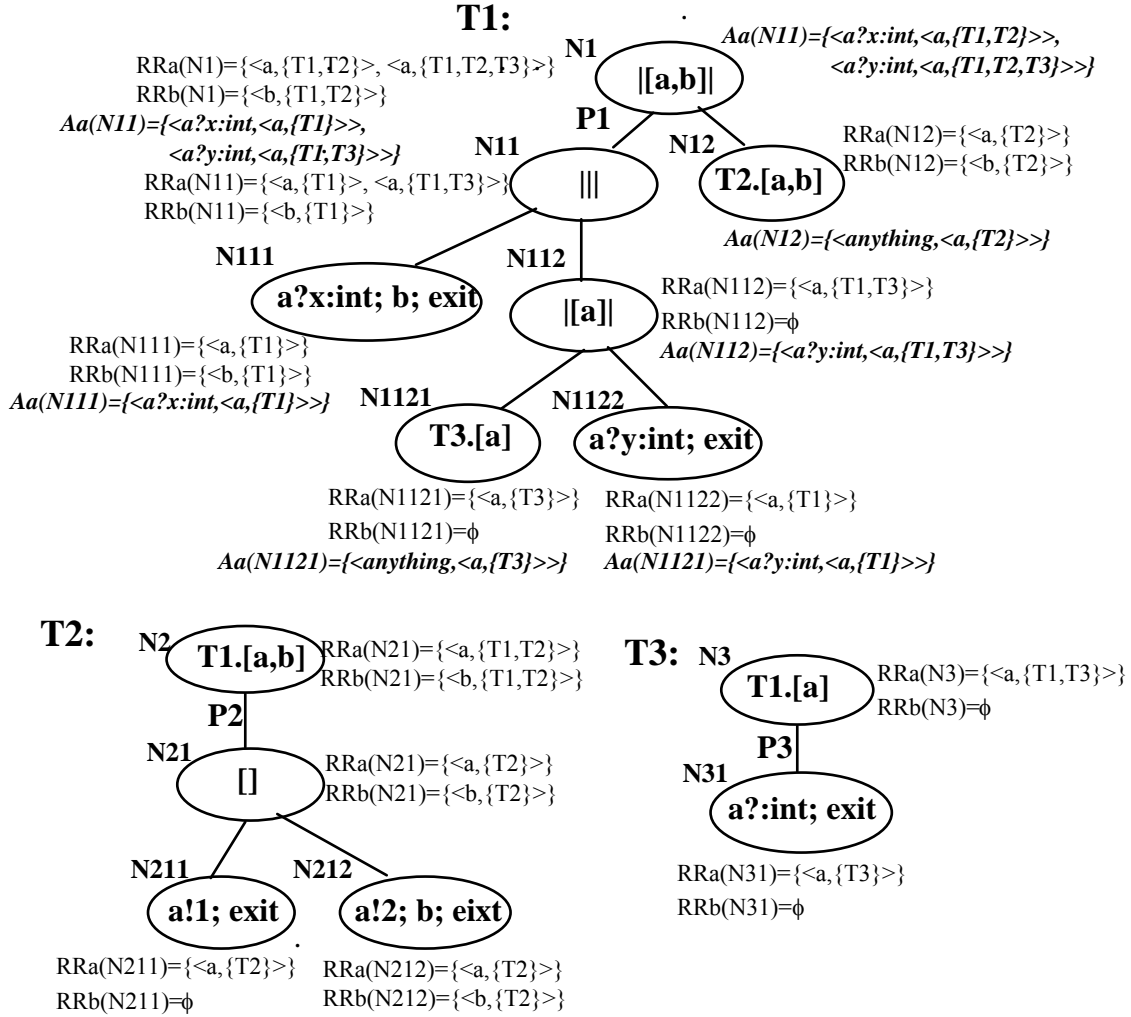 T1:
N1
Aa(N11)={<a?x:int,<a,{T1,T2}>>,
<a?y:int,<a,{T1,T2,T3}>>}
RRa(N1)={<a,{T1,T2}>, <a,{T1,T2,T3}>}
RRb(N1)={<b,{T1,T2}>}
|[a,b]|
P1
Aa(N11)={<a?x:int,<a,{T1}>>,
<a?y:int,<a,{T1,T3}>>}
RRa(N11)={<a,{T1}>, <a,{T1,T3}>}
RRb(N11)={<b,{T1}>}
N11
|||
N12
T2.[a,b]
RRa(N12)={<a,{T2}>}
RRb(N12)={<b,{T2}>}
Aa(N12)={<anything,<a,{T2}>>}
N111
a?x:int; b; exit
RRa(N111)={<a,{T1}>}
RRb(N111)={<b,{T1}>}
Aa(N111)={<a?x:int,<a,{T1}>>}
N112
|[a]|
RRa(N112)={<a,{T1,T3}>}
RRb(N112)=ϕ
Aa(N112)={<a?y:int,<a,{T1,T3}>>}
N1121
T3.[a]
N1122
a?y:int; exit
RRa(N1121)={<a,{T3}>}
RRb(N1121)=ϕ
Aa(N1121)={<anything,<a,{T3}>>}
RRa(N1122)={<a,{T1}>}
RRb(N1122)=ϕ
Aa(N1121)={<a?y:int,<a,{T1}>>}
T2:
N2
T1.[a,b]
RRa(N21)={<a,{T1,T2}>}
RRb(N21)={<b,{T1,T2}>}
P2
N21
[]
RRa(N21)={<a,{T2}>}
RRb(N21)={<b,{T2}>}
N211
a!1; exit
N212
a!2; b; eixt
RRa(N211)={<a,{T2}>}
RRb(N211)=ϕ
RRa(N212)={<a,{T2}>}
RRb(N212)={<b,{T2}>}
T3:
N3
T1.[a]
RRa(N3)={<a,{T1,T3}>}
RRb(N3)=ϕ
P3
N31
a?:int; exit
RRa(N31)={<a,{T3}>}
RRb(N31)=ϕ